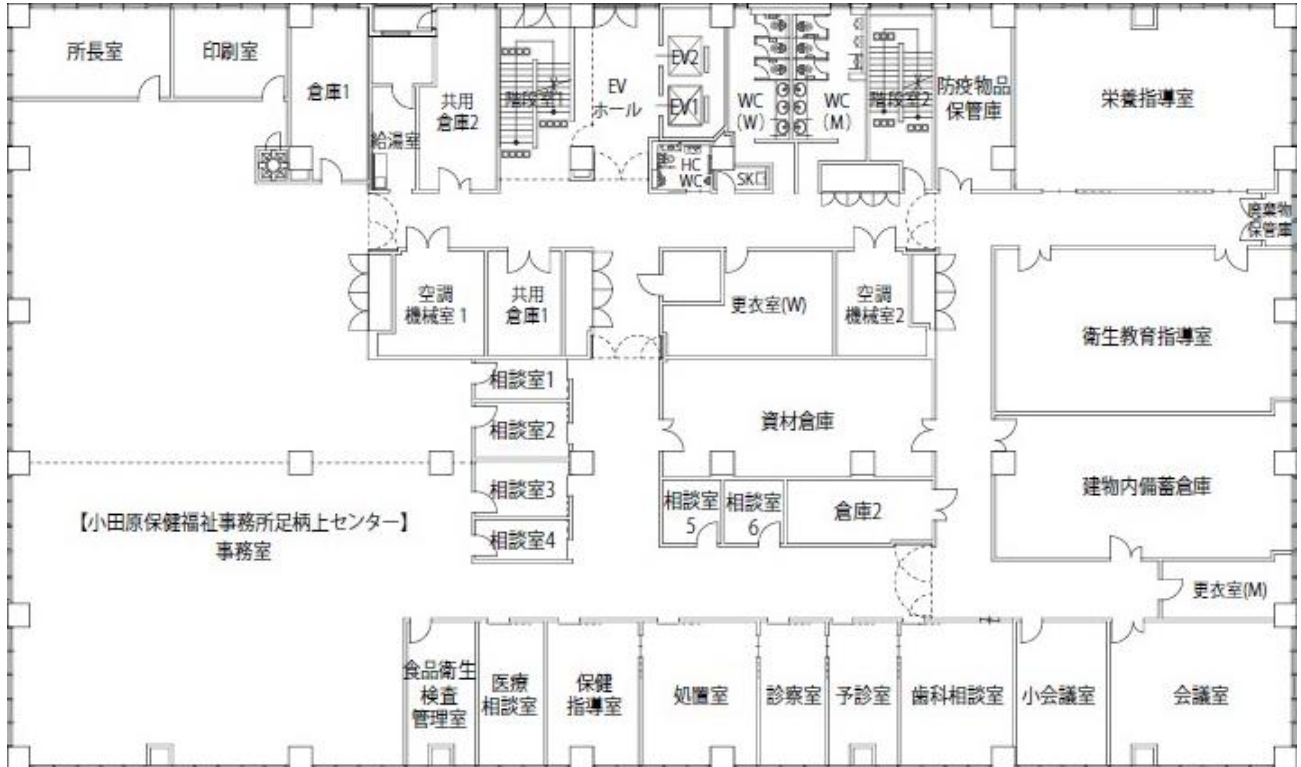 所長室
印刷室
倉庫1
給湯室
共用
倉庫2
階段室1
EV
ホール
EV2
EV1
WC
(W)
WC
(M)
HC
WC
SK
階段室2
防疫物品
保管庫
栄養指導室
廃棄物
保管庫
空調
機械室1
共用
倉庫1
更衣室(W)
空調
機械室2
衛生教育指導室
相談室1
相談室2
相談室3
相談室4
資材倉庫
相談室
5
相談室
6
倉庫2
建物内備蓄倉庫
【小田原保健福祉事務所足柄上センター】
事務室
更衣室(M)
食品衛生
検査
管理室
医療
相談室
保健
指導室
処置室
診察室
予診室
歯科相談室
小会議室
会議室